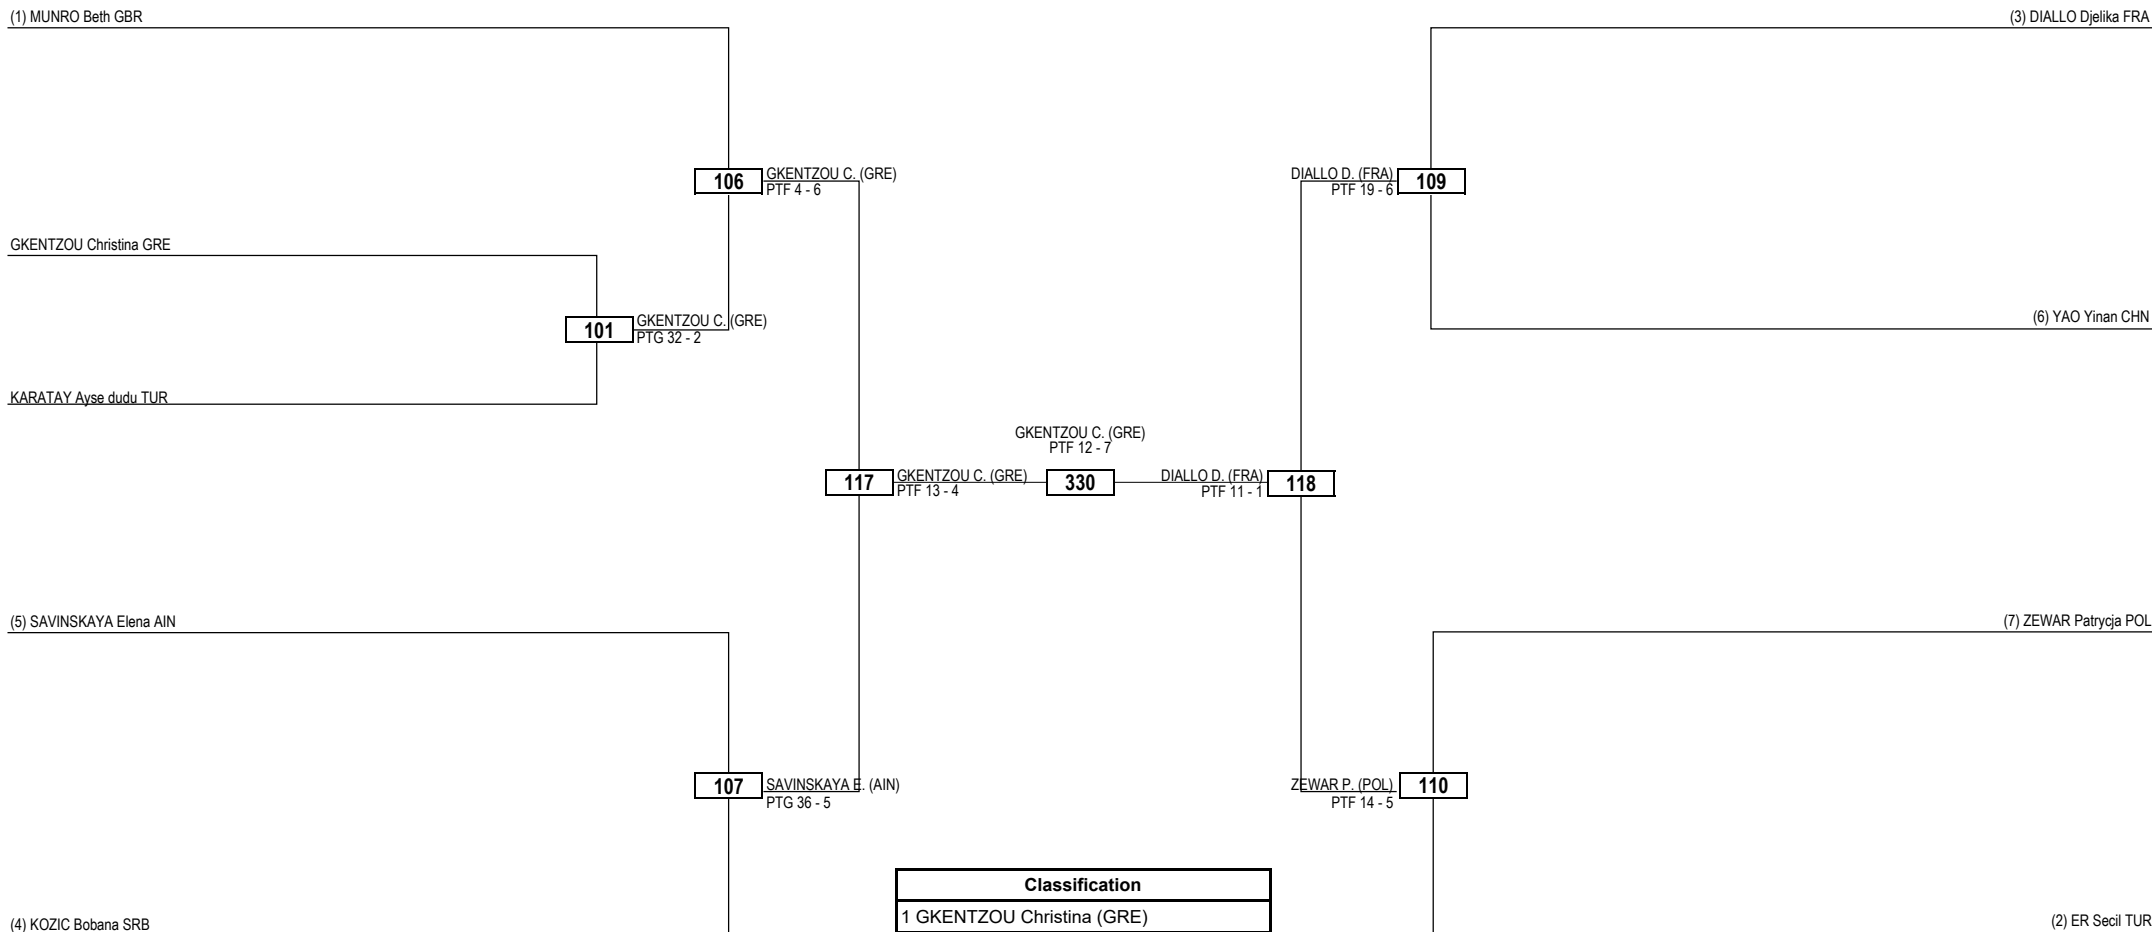 (1) MUNRO Beth GBR
(3) DIALLO Djelika FRA
106
GKENTZOU C. (GRE)
PTF 4 - 6
DIALLO D. (FRA)
PTF 19 - 6
109
GKENTZOU Christina GRE
101
GKENTZOU C. (GRE)
PTG 32 - 2
(6) YAO Yinan CHN
KARATAY Ayse dudu TUR
GKENTZOU C. (GRE)
PTF 12 - 7
117
GKENTZOU C. (GRE)
PTF 13 - 4
330
DIALLO D. (FRA)
PTF 11 - 1
118
(5) SAVINSKAYA Elena AIN
(7) ZEWAR Patrycja POL
107
SAVINSKAYA E. (AIN)
PTG 36 - 5
ZEWAR P. (POL)
PTF 14 - 5
110
Classification
1 GKENTZOU Christina (GRE)
(4) KOZIC Bobana SRB
(2) ER Secil TUR